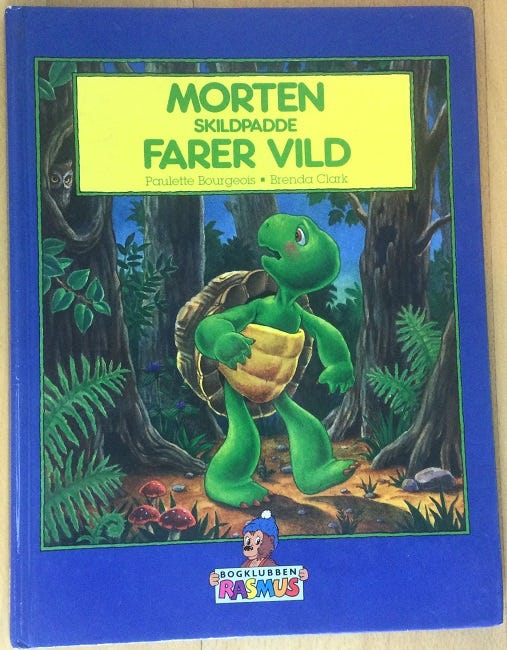 MORTEN
SKILDPADDE
FARER VILD
Paulette Bourgeois ▪ Brenda Clark
BOGKLUBBEN
RASMUS